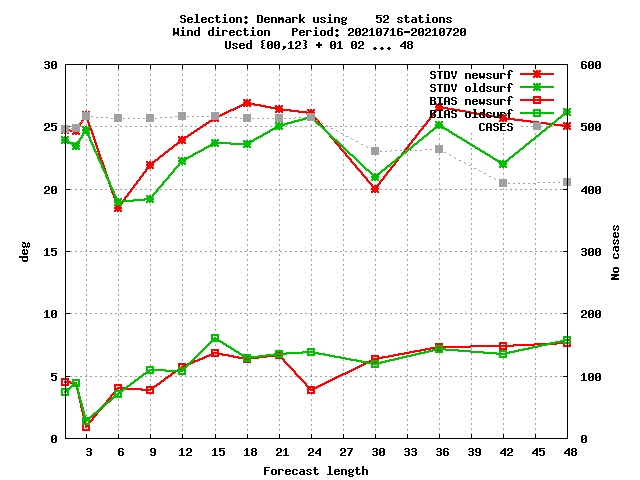 Selection: Denmark using    52 stations
Wind direction   Period: 20210716-20210720
Used {00,12} + 01 02 ... 48
30
25
20
15
10
5
0
600
500
400
300
200
100
0
STDV newsurf
STDV oldsurf
BIAS newsurf
BIAS oldsurf
CASES
deg
No cases
3 6 9 12 15 18 21 24 27 30 33 36 39 42 45 48
Forecast length